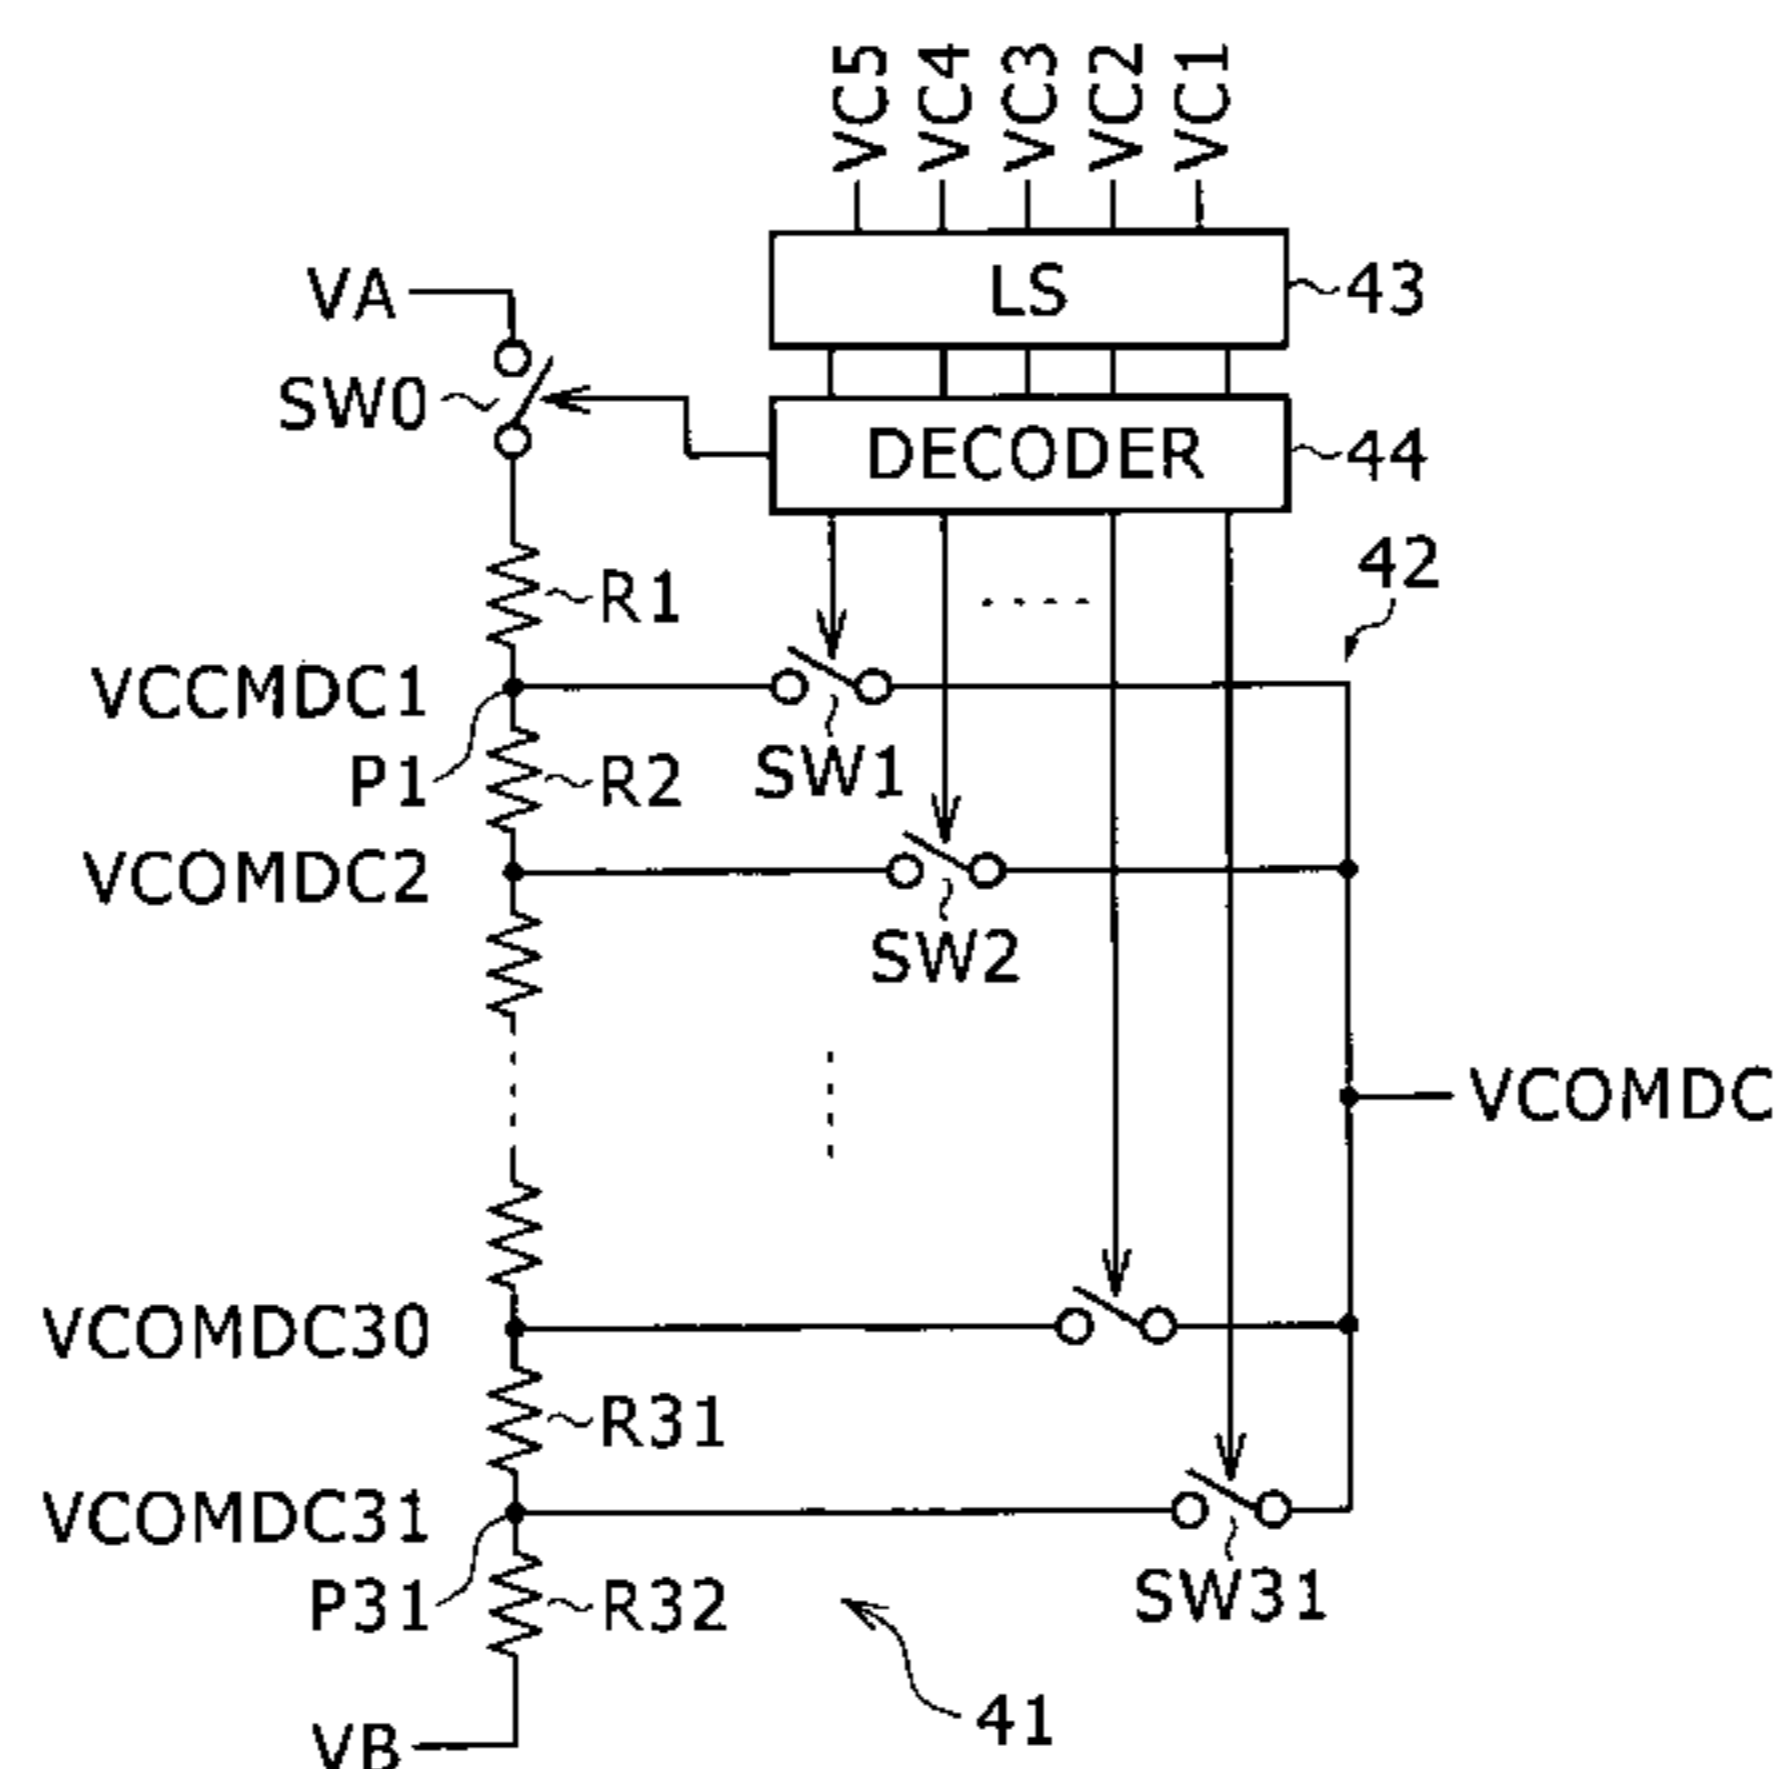 VC5
VC4
VC3
VC2
VC1
LS
43
VA
SW0
DECODER
44
42
R1
VCCMDC1
P1
R2
SW1
VCOMDC2
SW2
VCOMDC
VCOMDC30
R31
VCOMDC31
P31
R32
SW31
41
VB